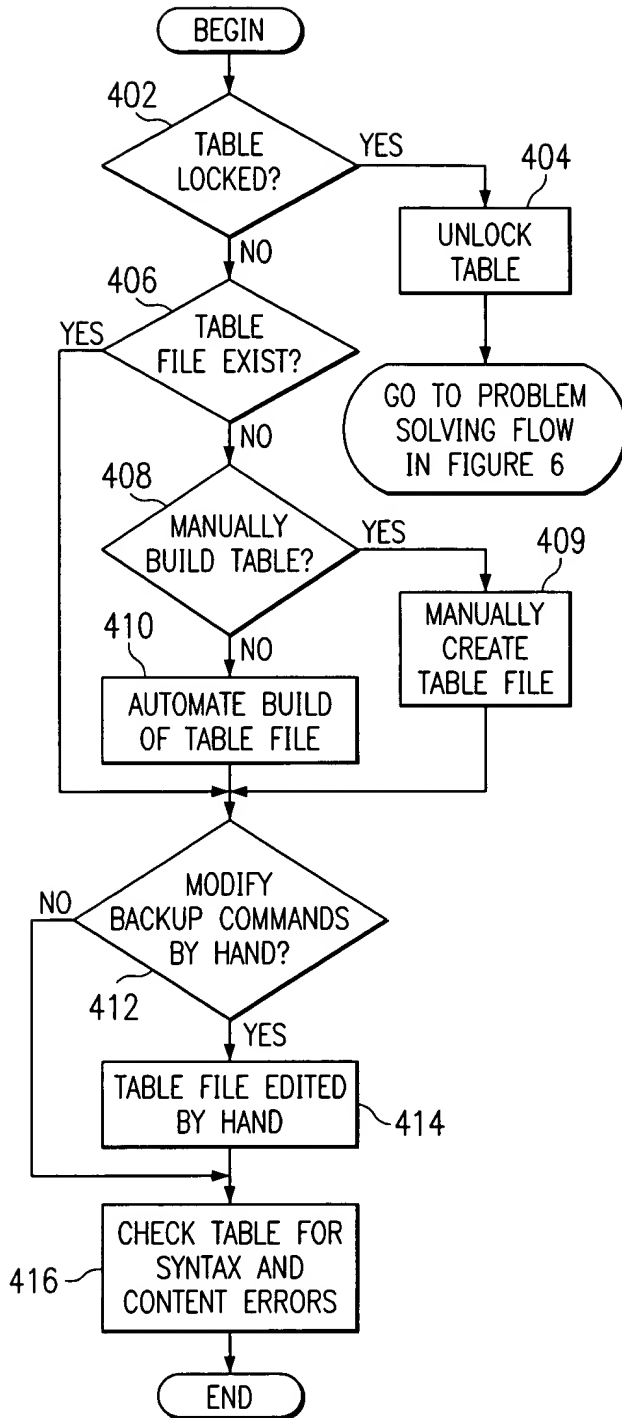 BEGIN
402
TABLE
LOCKED?
YES
404
UNLOCK
TABLE
NO
406
YES
TABLE
FILE EXIST?
GO TO PROBLEM
SOLVING FLOW
IN FIGURE 6
NO
408
MANUALLY
BUILD TABLE?
YES
409
MANUALLY
CREATE
TABLE FILE
NO
410
AUTOMATE BUILD
OF TABLE FILE
MODIFY
BACKUP COMMANDS
BY HAND?
NO
412
YES
TABLE FILE EDITED
BY HAND
414
CHECK TABLE FOR
SYNTAX AND
CONTENT ERRORS
416
END